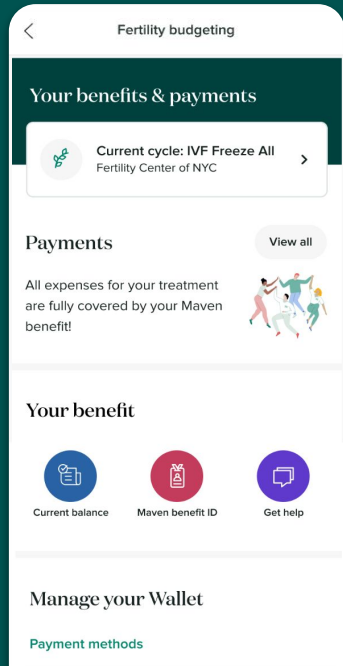 Fertility budgeting
Your benefits & payments
Current cycle: IVF Freeze All
Fertility Center of NYC
Payments
View all
All expenses for your treatment
are fully covered by your Maven
benefit!
Your benefit
Current balance
Maven benefit ID
Get help
Manage your Wallet
Payment methods